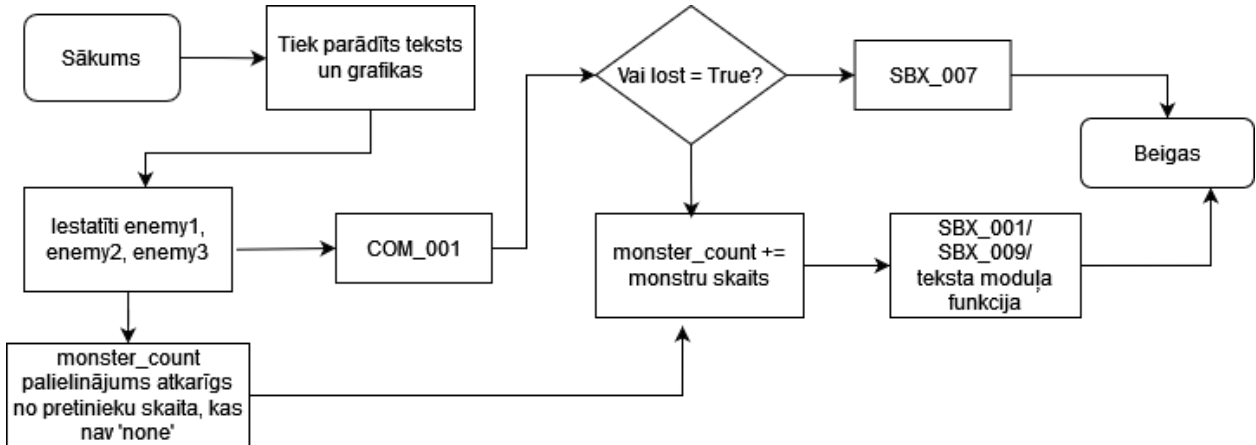 Sākums
Tiek parādīts teksts
un grafikas
Vai lost = True?
SBX_007
Beigas
Iestatīti enemy1,
enemy2, enemy3
COM_001
monster_count +=
monstru skaits
SBX_001/
SBX_009/
teksta moduļa
funkcija
monster_count
palielinājums atkarīgs
no pretinieku skaita, kas
nav 'none'